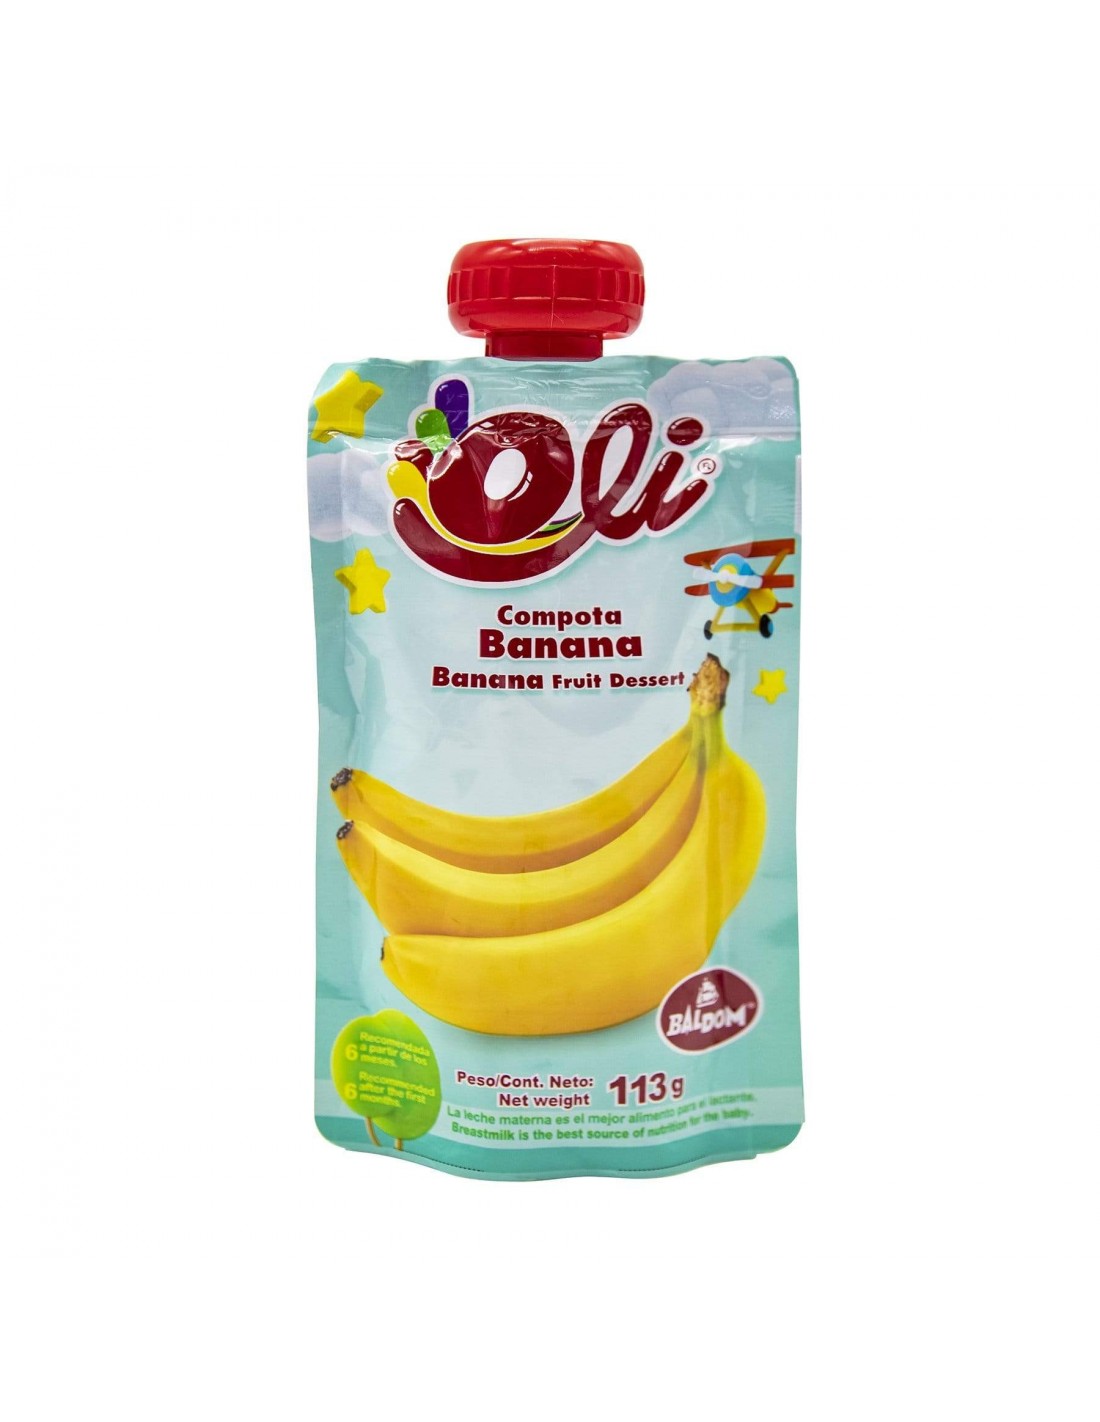 Oli
Compota
Banana
Banana Fruit Dessert
BALDOM
6 Recomendada
a partir de los
meses.
6 Recommended
after the first
months.
Peso/Cont. Neto:
Net weight
113 g
La leche materna es el mejor alimento para el lactante.
Breastmilk is the best source of nutrition for the baby.